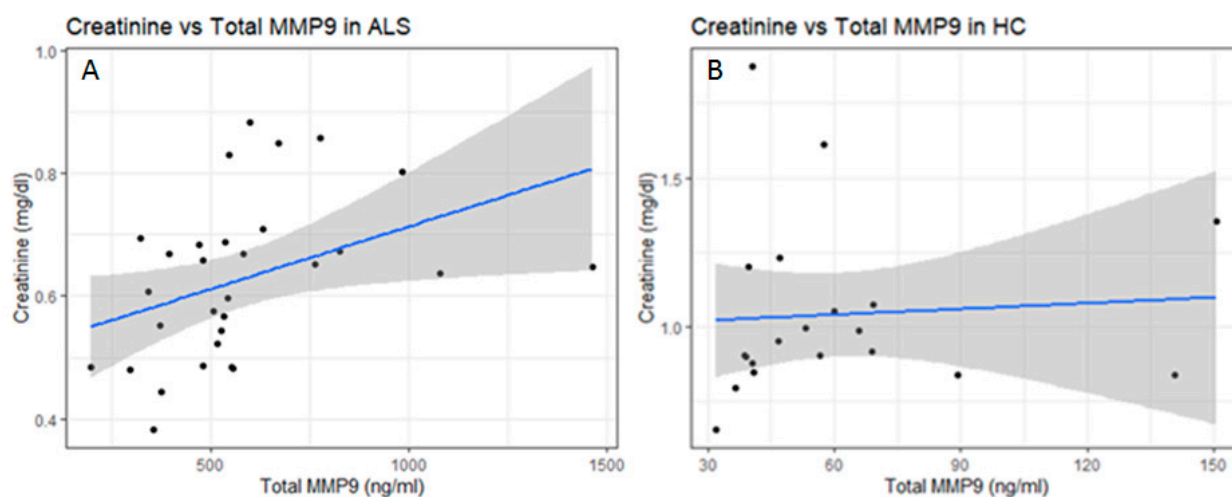 Creatinine vs Total MMP9 in ALS
A
Creatinine (mg/dl)
1.0
0.8
0.6
0.4
500
1000
1500
Total MMP9 (ng/ml)
Creatinine vs Total MMP9 in HC
B
Creatinine (mg/dl)
1.5
1.0
30
60
90
120
150
Total MMP9 (ng/ml)